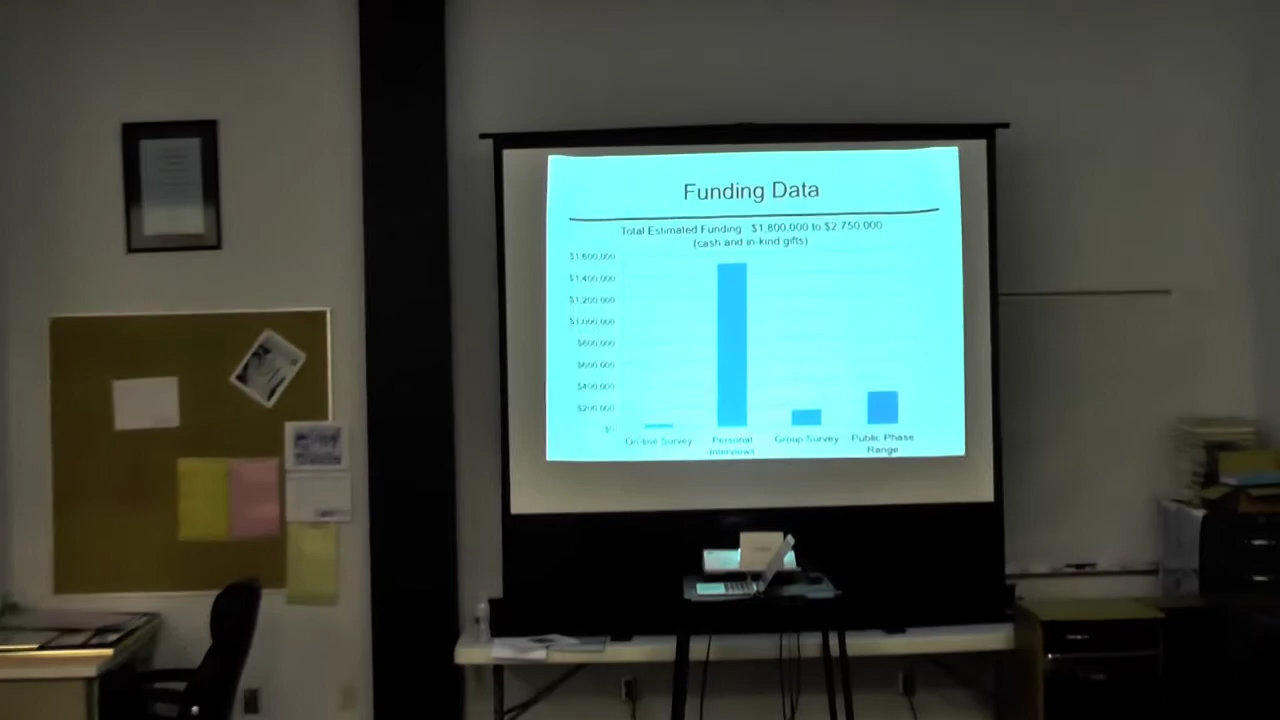 Funding Data
Total Estimated Funding: $1,800,000 to $2,750,000
(cash and in-kind gifts)
$1,600,000
$1,400,000
$1,200,000
$1,000,000
$800,000
$600,000
$400,000
$200,000
$0
On-line Survey
Personal
Interviews
Group Survey
Public Phase
Range